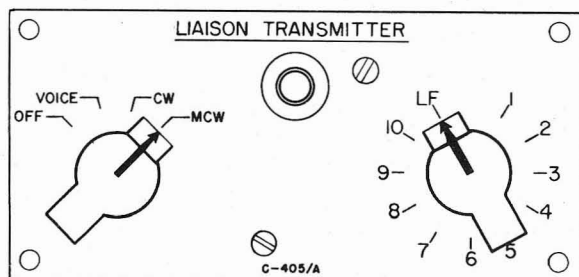 LIAISON TRANSMITTER
OFF
VOICE
CW
MCW
LF
1
2
3
4
5
6
7
8
9
10
C-405/A